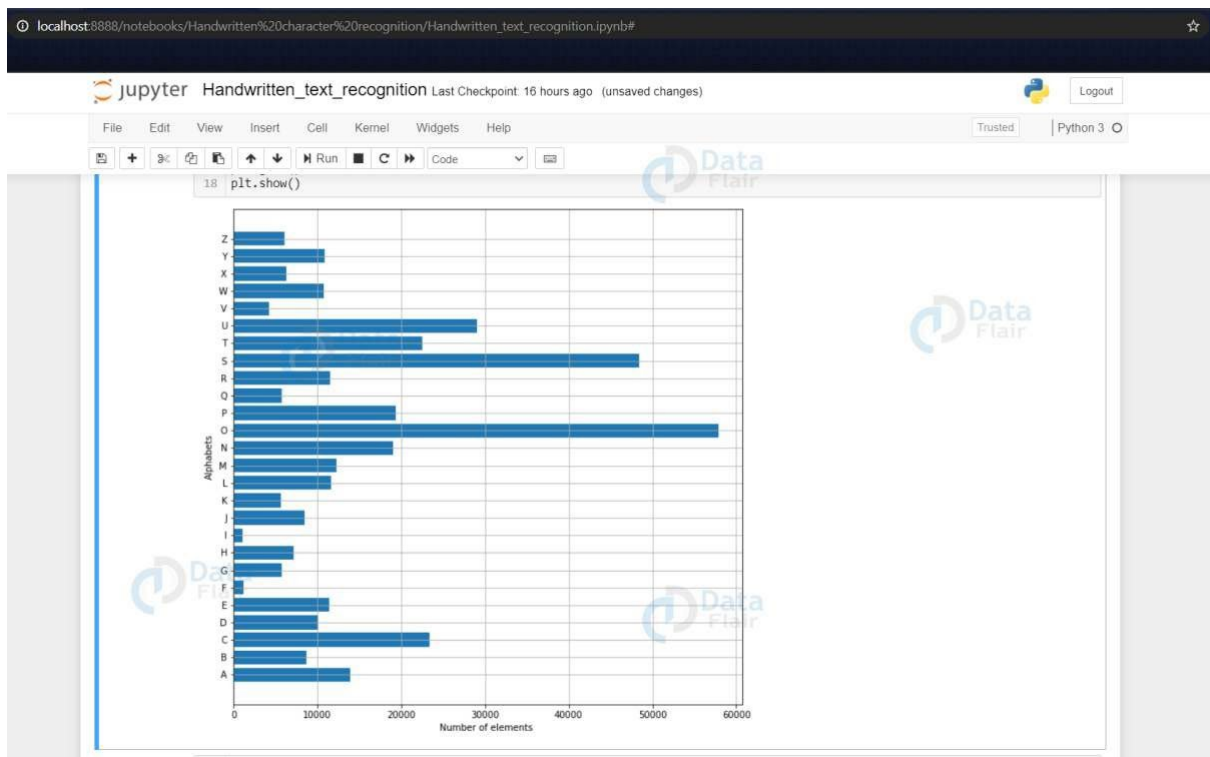 localhost:8888/notebooks/Handwritten%20character%20recognition/Handwritten_text_recognition.ipynb#
jupyter Handwritten_text_recognition Last Checkpoint: 16 hours ago (unsaved changes)
Logout
File Edit View Insert Cell Kernel Widgets Help
Trusted Python 3
Run Code
Data
Flair
18 plt.show()
Z
Y
X
W
V
U
T
S
R
Q
P
O
N
M
L
K
J
I
H
G
F
E
D
C
B
A
Alphabets
0 10000 20000 30000 40000 50000 60000
Number of elements
Data
Flair
Data
Flair
Data
Flair